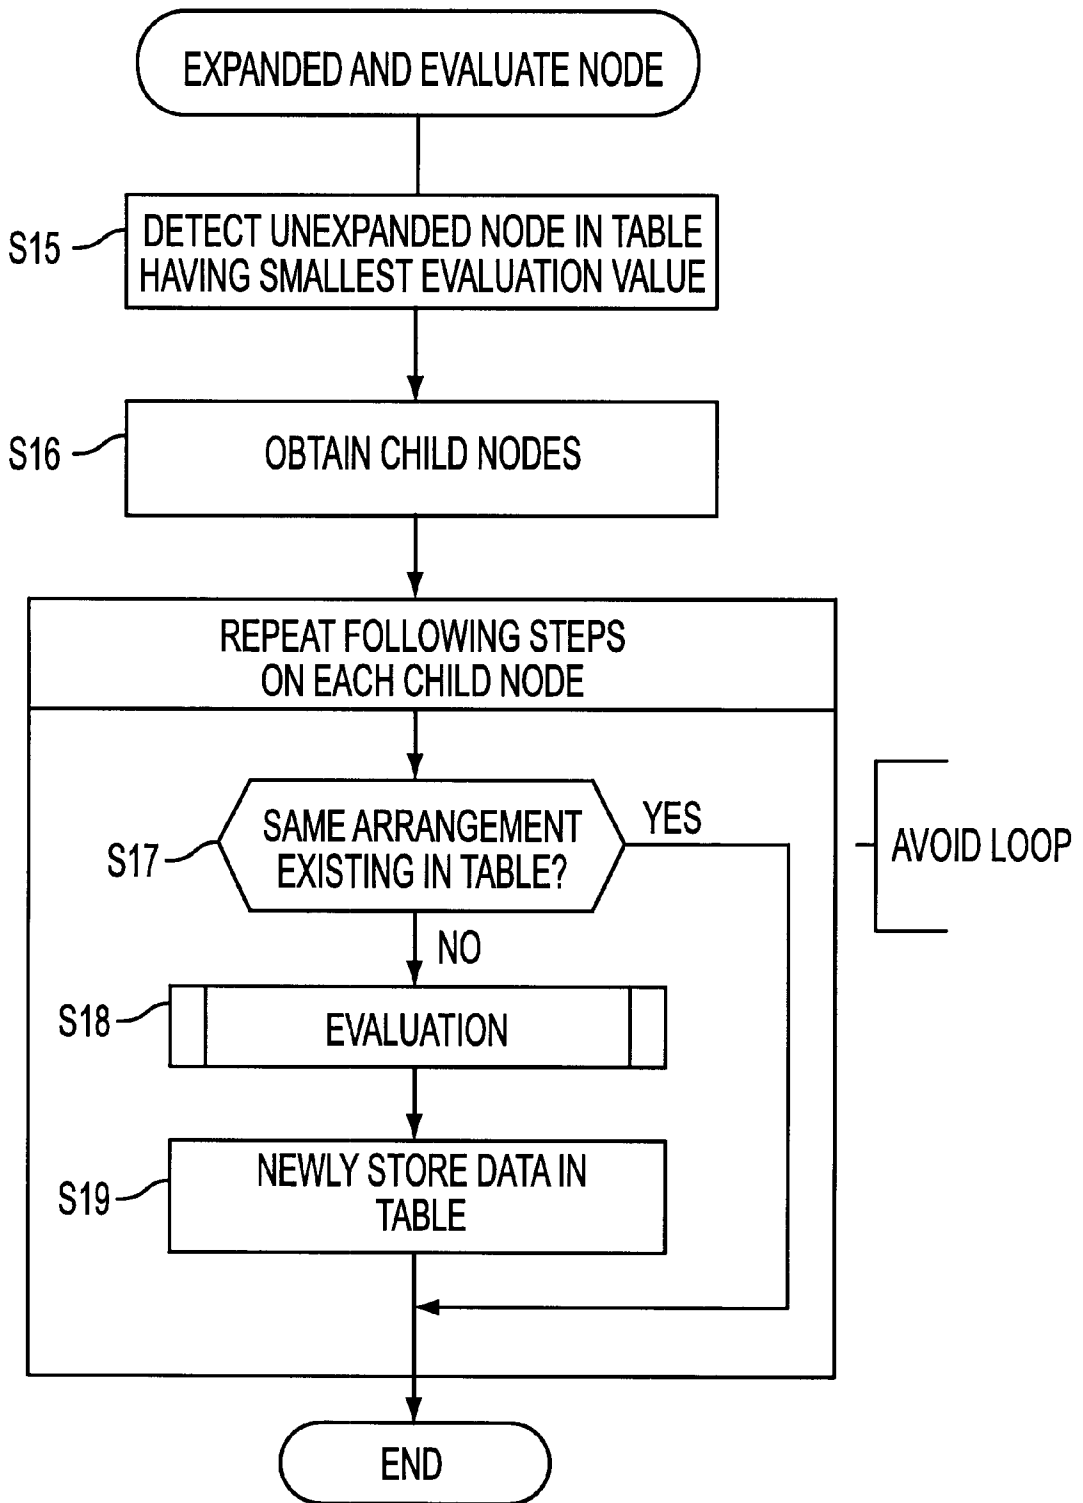 EXPANDED AND EVALUATE NODE
S15
DETECT UNEXPANDED NODE IN TABLE
HAVING SMALLEST EVALUATION VALUE
S16
OBTAIN CHILD NODES
REPEAT FOLLOWING STEPS
ON EACH CHILD NODE
S17
SAME ARRANGEMENT
EXISTING IN TABLE?
YES
AVOID LOOP
NO
S18
EVALUATION
S19
NEWLY STORE DATA IN
TABLE
END